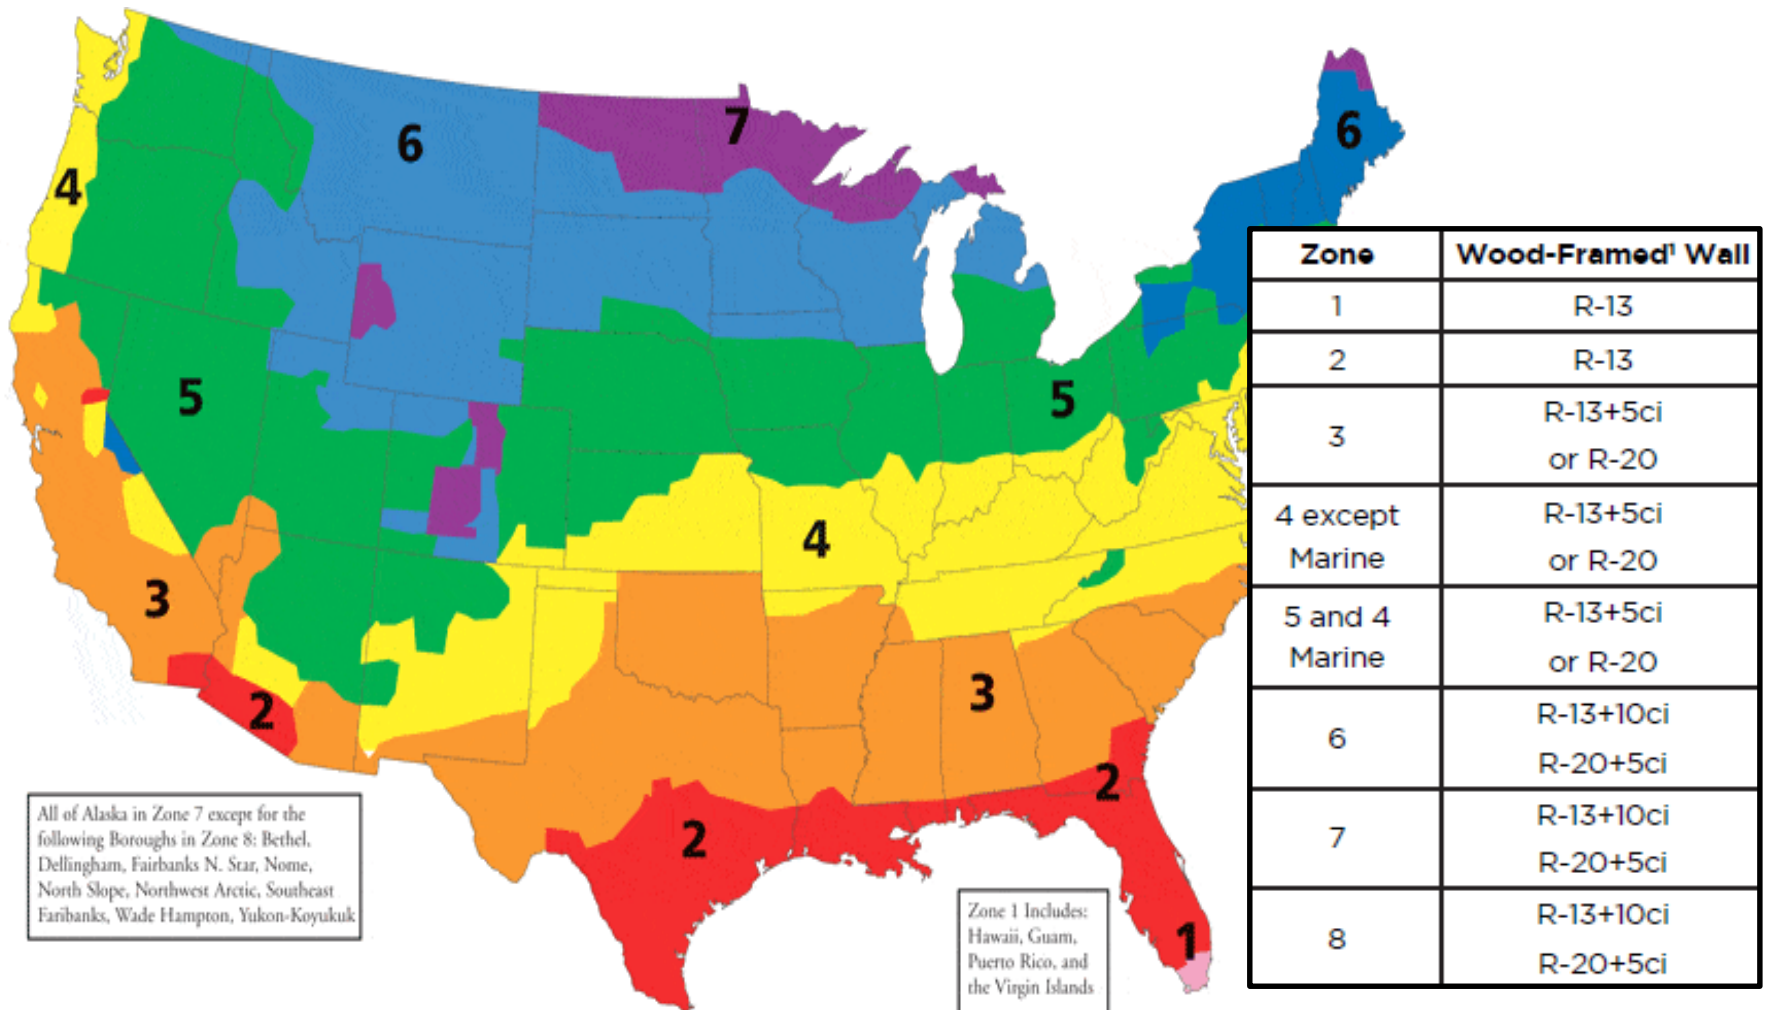 7
6
6
4
5
5
4
3
3
2
2
2
1
All of Alaska in Zone 7 except for the
following Boroughs in Zone 8: Bethel,
Dellingham, Fairbanks N. Star, Nome,
North Slope, Northwest Arctic, Southeast
Faribanks, Wade Hampton, Yukon-Koyukuk
Zone 1 Includes:
Hawaii, Guam,
Puerto Rico, and
the Virgin Islands
Zone Wood-Framed¹ Wall
1 R-13
2 R-13
3 R-13+5ci
or R-20
4 except R-13+5ci
Marine or R-20
5 and 4 R-13+5ci
Marine or R-20
6 R-13+10ci
R-20+5ci
7 R-13+10ci
R-20+5ci
8 R-13+10ci
R-20+5ci